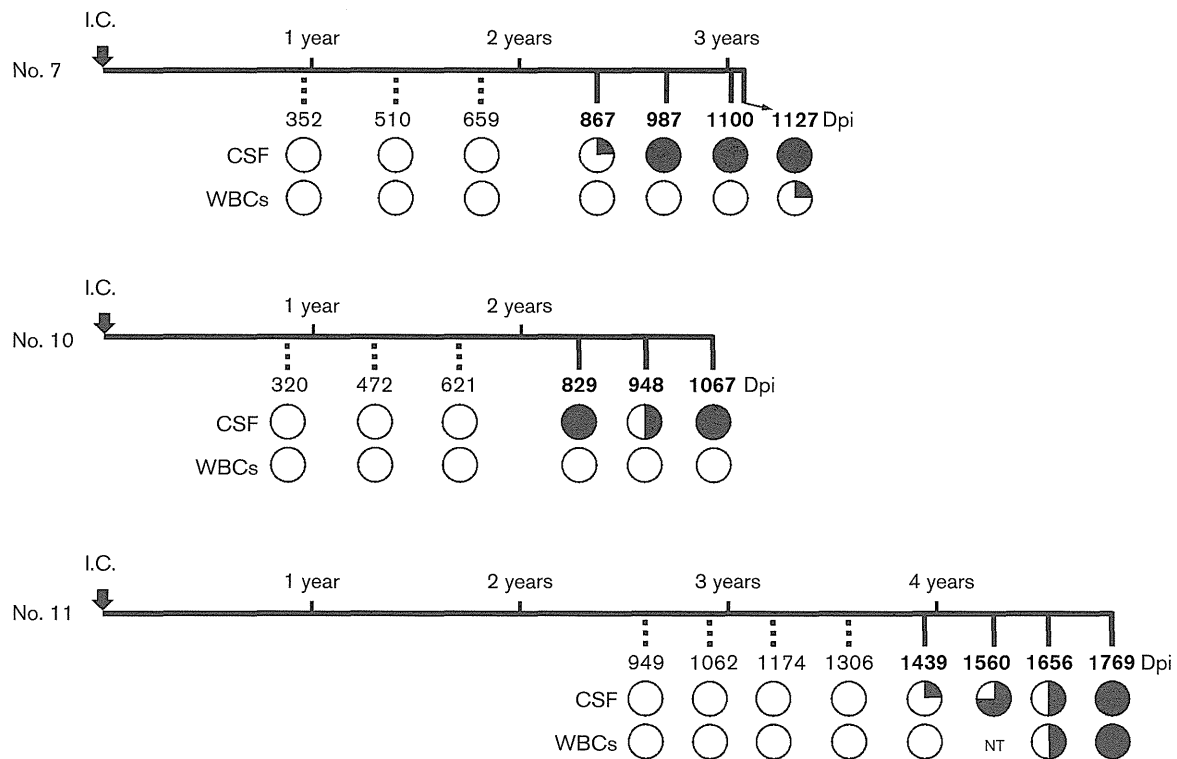 I.C.
1 year 2 years 3 years
No. 7
352 510 659 867 987 1100 1127 Dpi
CSF
WBCs
I.C.
1 year 2 years
No. 10
320 472 621 829 948 1067 Dpi
CSF
WBCs
I.C.
1 year 2 years 3 years 4 years
No. 11
949 1062 1174 1306 1439 1560 1656 1769 Dpi
CSF
WBCs NT